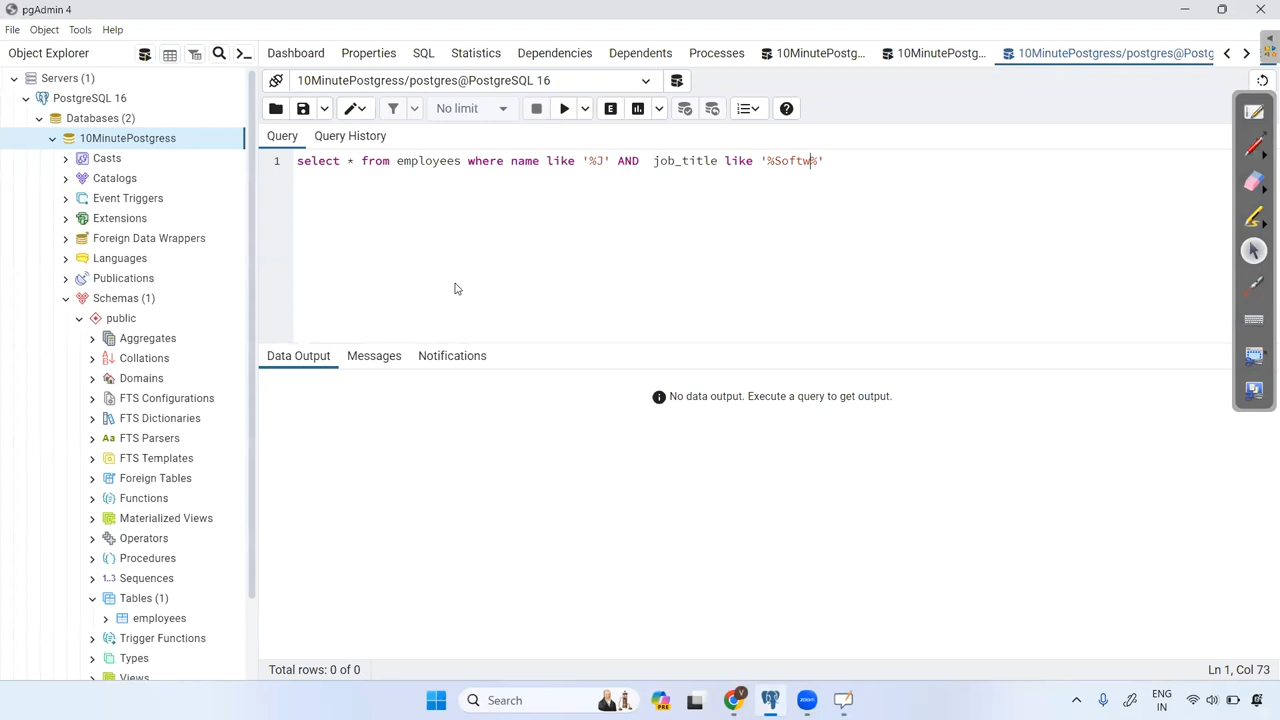 pgAdmin 4
File Object Tools Help
Object Explorer
Dashboard Properties SQL Statistics Dependencies Dependents Processes 10MinutePostg... 10MinutePostg... 10MinutePostgress/postgres@Postg
Servers (1)
PostgreSQL 16
Databases (2)
10MinutePostgress
Casts
Catalogs
Event Triggers
Extensions
Foreign Data Wrappers
Languages
Publications
Schemas (1)
public
Aggregates
Collations
Domains
FTS Configurations
FTS Dictionaries
FTS Parsers
FTS Templates
Foreign Tables
Functions
Materialized Views
Operators
Procedures
Sequences
Tables (1)
employees
Trigger Functions
Types
Views
10MinutePostgress/postgres@PostgreSQL 16
No limit
Query Query History
1 select * from employees where name like '%J' AND job_title like '%Softw%'
Data Output Messages Notifications
No data output. Execute a query to get output.
Total rows: 0 of 0
Ln 1, Col 73
Search
PRE
zoom
ENG
IN